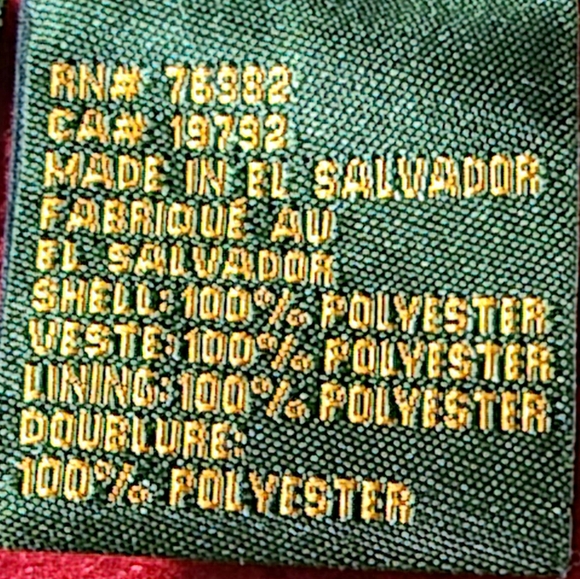 RN# 76982
CA# 19792
MADE IN EL SALVADOR
FABRIQUÉ AU
EL SALVADOR
SHELL: 100% POLYESTER
VESTE: 100% POLYESTER
LINING: 100% POLYESTER
DOUBLURE:
100% POLYESTER